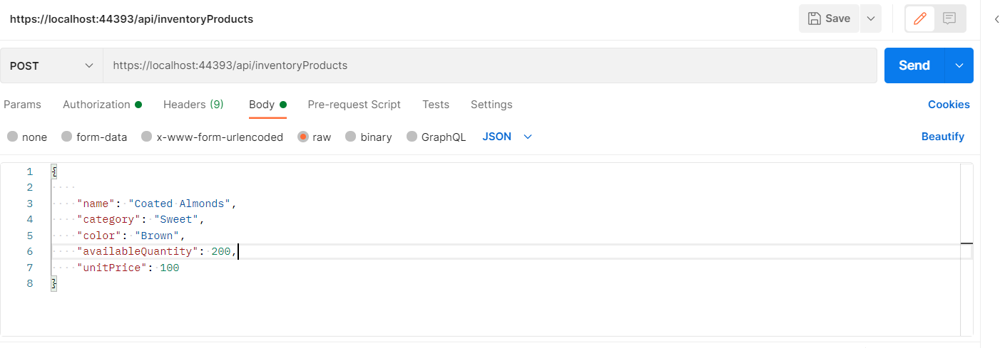 https://localhost:44393/api/inventoryProducts
Save
POST
https://localhost:44393/api/inventoryProducts
Send
Params Authorization Headers (9) Body Pre-request Script Tests Settings Cookies
none form-data x-www-form-urlencoded raw binary GraphQL JSON Beautify
1 {
2
3 "name": "Coated Almonds",
4 "category": "Sweet",
5 "color": "Brown",
6 "availableQuantity": 200,
7 "unitPrice": 100
8 }